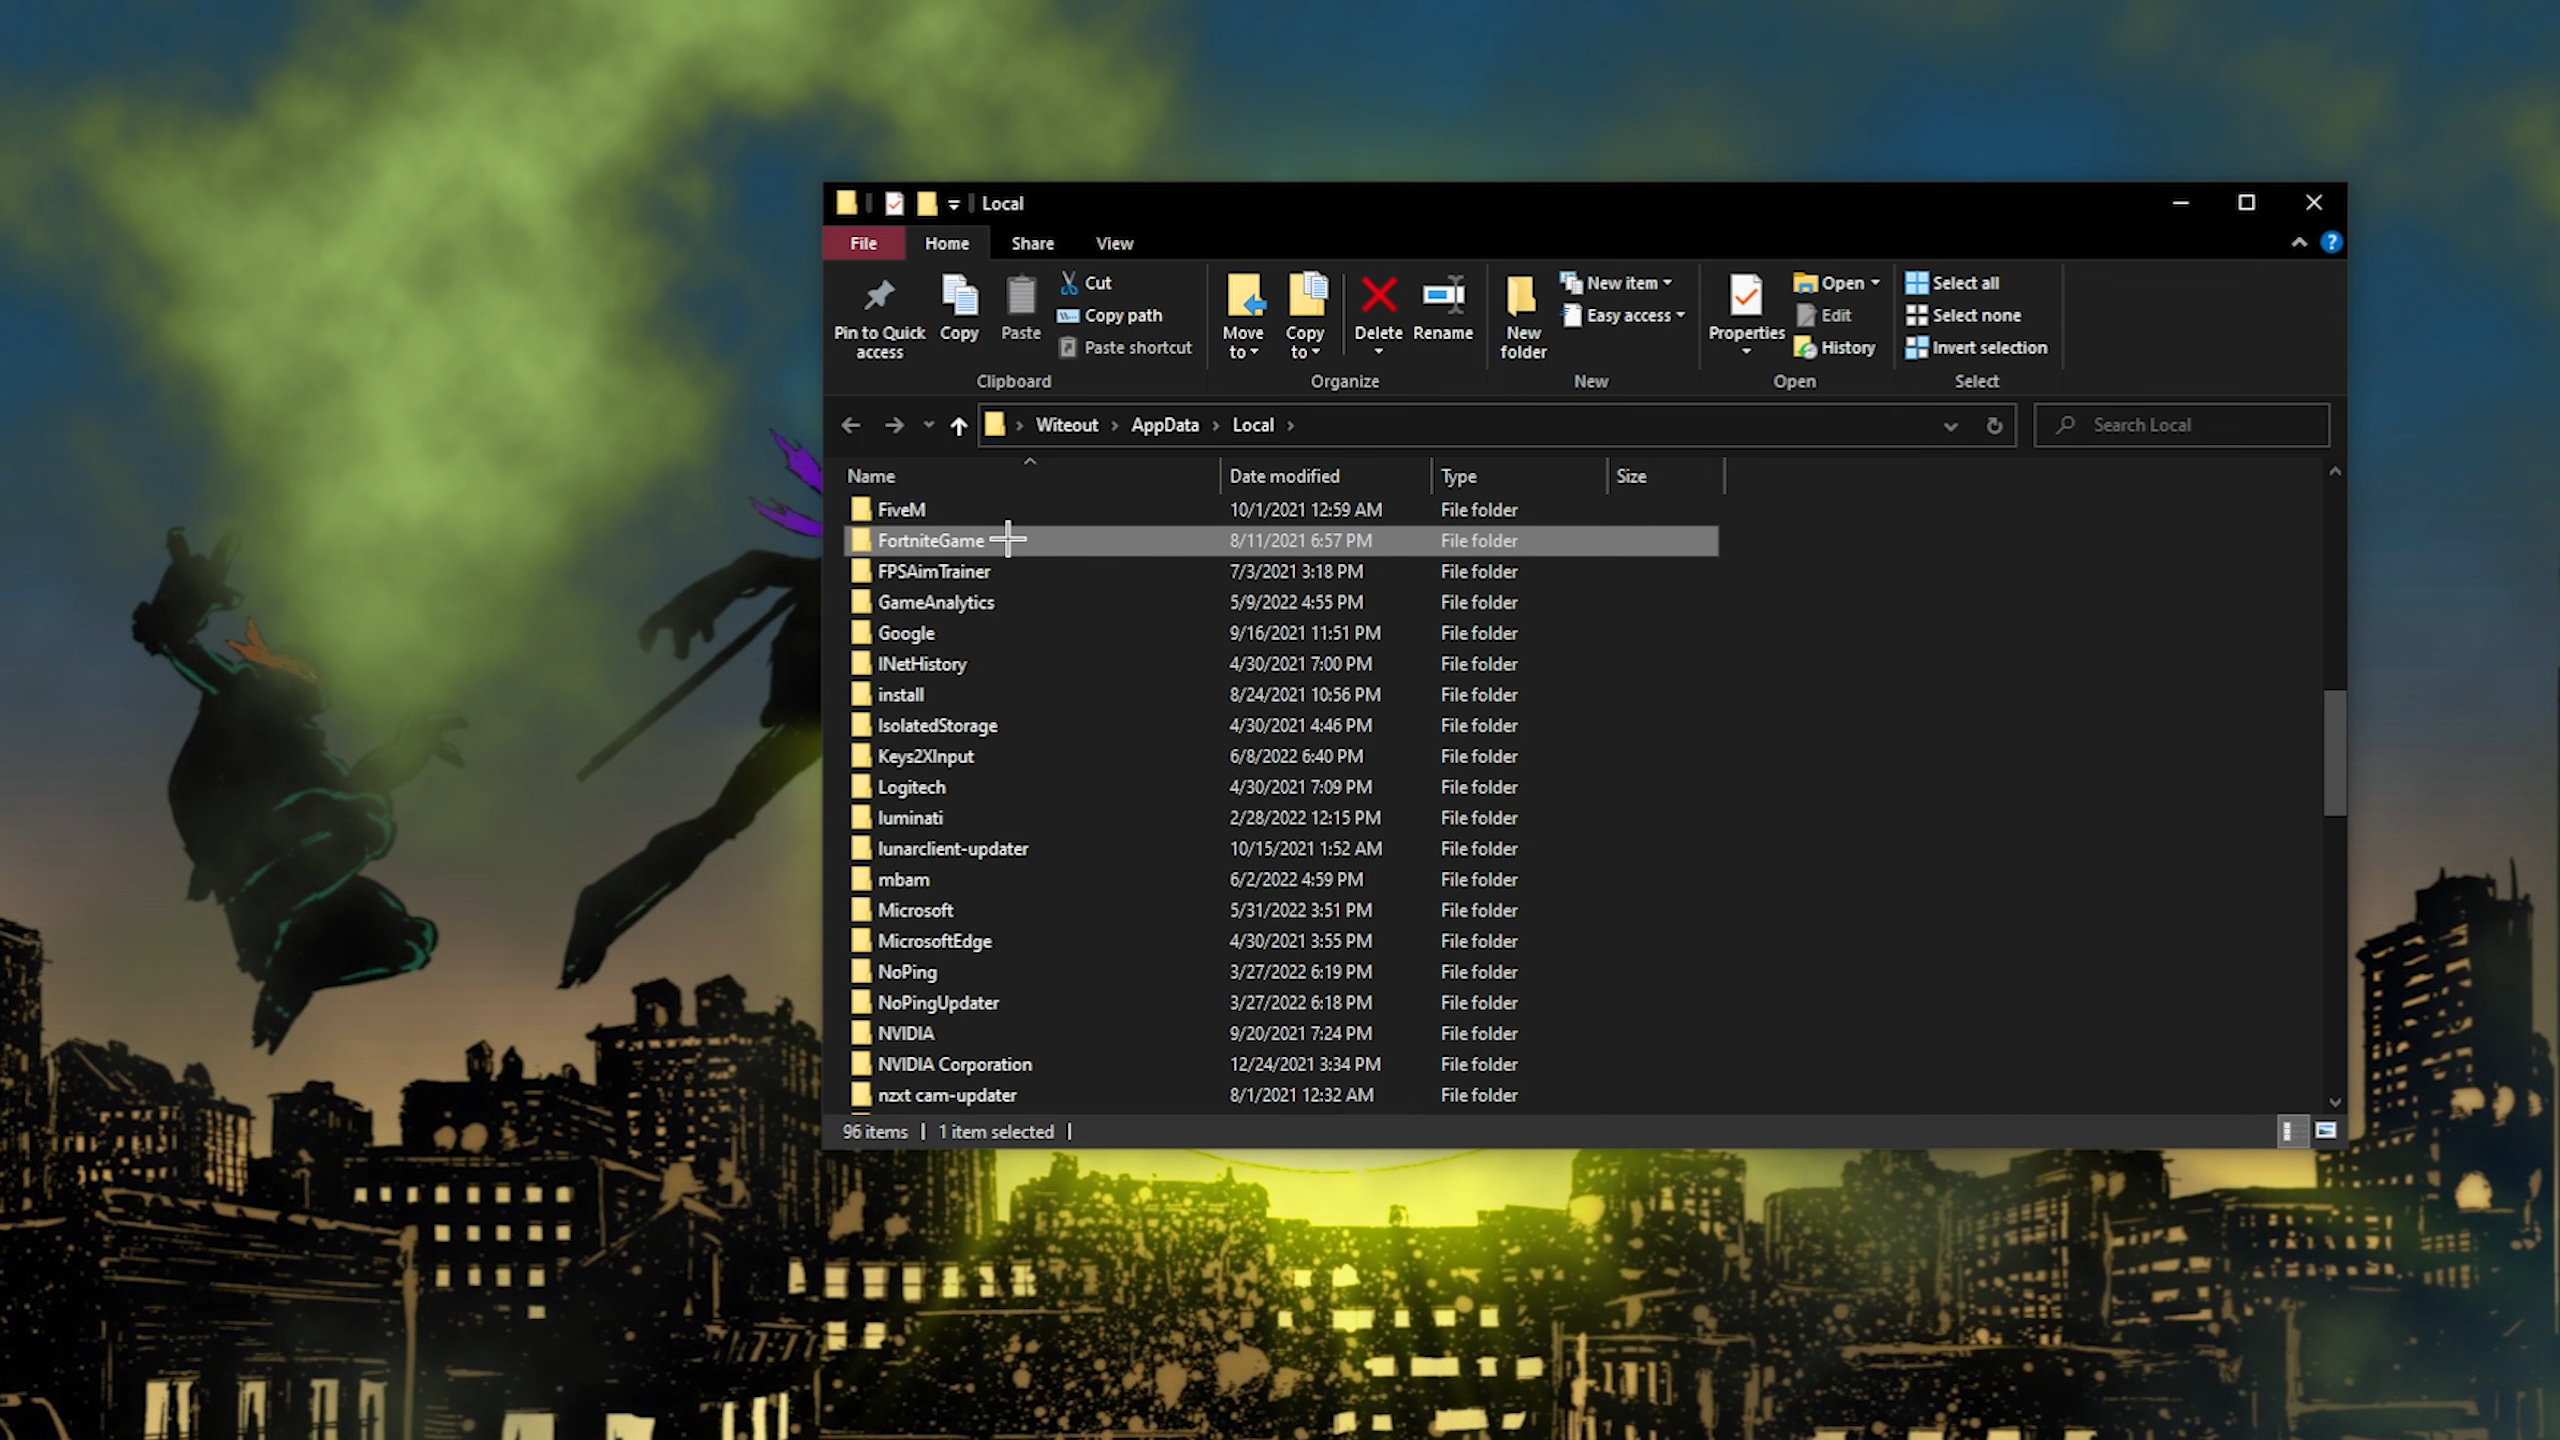 Local
File Home Share View
Pin to Quick access
Copy
Paste
Cut
Copy path
Paste shortcut
Clipboard
Move to
Copy to
Delete
Rename
Organize
New folder
New item
Easy access
New
Properties
Open
Edit
History
Open
Select all
Select none
Invert selection
Select
Witeout > AppData > Local >
Search Local
Name Date modified Type Size
FiveM 10/1/2021 12:59 AM File folder
FortniteGame 8/11/2021 6:57 PM File folder
FPSAimTrainer 7/3/2021 3:18 PM File folder
GameAnalytics 5/9/2022 4:55 PM File folder
Google 9/16/2021 11:51 PM File folder
INetHistory 4/30/2021 7:00 PM File folder
install 8/24/2021 10:56 PM File folder
IsolatedStorage 4/30/2021 4:46 PM File folder
Keys2XInput 6/8/2022 6:40 PM File folder
Logitech 4/30/2021 7:09 PM File folder
luminati 2/28/2022 12:15 PM File folder
lunarclient-updater 10/15/2021 1:52 AM File folder
mbam 6/2/2022 4:59 PM File folder
Microsoft 5/31/2022 3:51 PM File folder
MicrosoftEdge 4/30/2021 3:55 PM File folder
NoPing 3/27/2022 6:19 PM File folder
NoPingUpdater 3/27/2022 6:18 PM File folder
NVIDIA 9/20/2021 7:24 PM File folder
NVIDIA Corporation 12/24/2021 3:34 PM File folder
nzxt cam-updater 8/1/2021 12:32 AM File folder
96 items | 1 item selected |